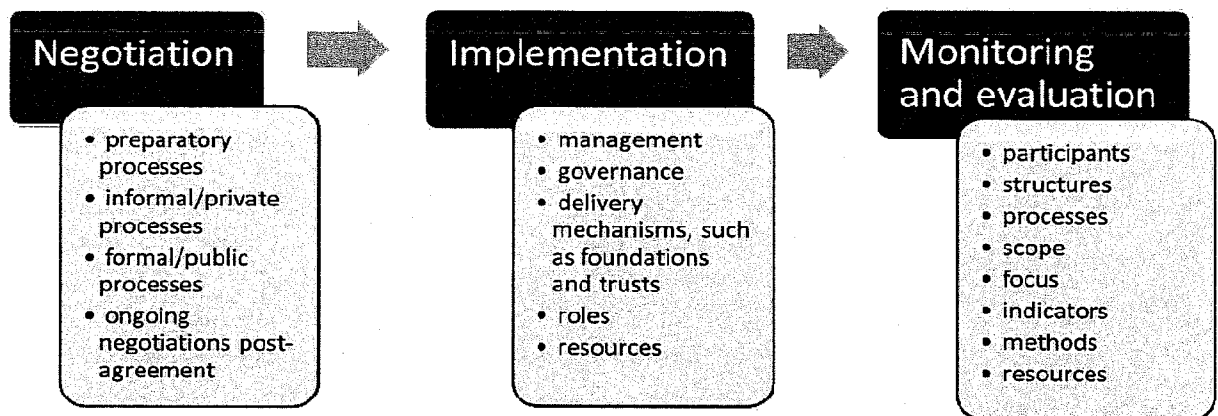 Negotiation
• preparatory
processes
• informal/private
processes
• formal/public
processes
• ongoing
negotiations post-
agreement
Implementation
• management
• governance
• delivery
mechanisms, such
as foundations
and trusts
• roles
• resources
Monitoring
and evaluation
• participants
• structures
• processes
• scope
• focus
• indicators
• methods
• resources